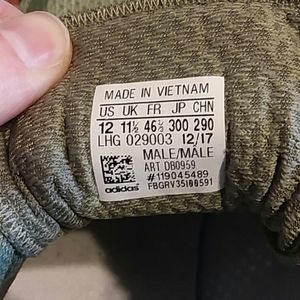 MADE IN VIETNAM
US UK FR JP CHN
12 11½ 46⅔ 300 290
LHG 029003 12/17
MALE/MALE
ART DB0959
#119045489
adidas FBGRV35100591